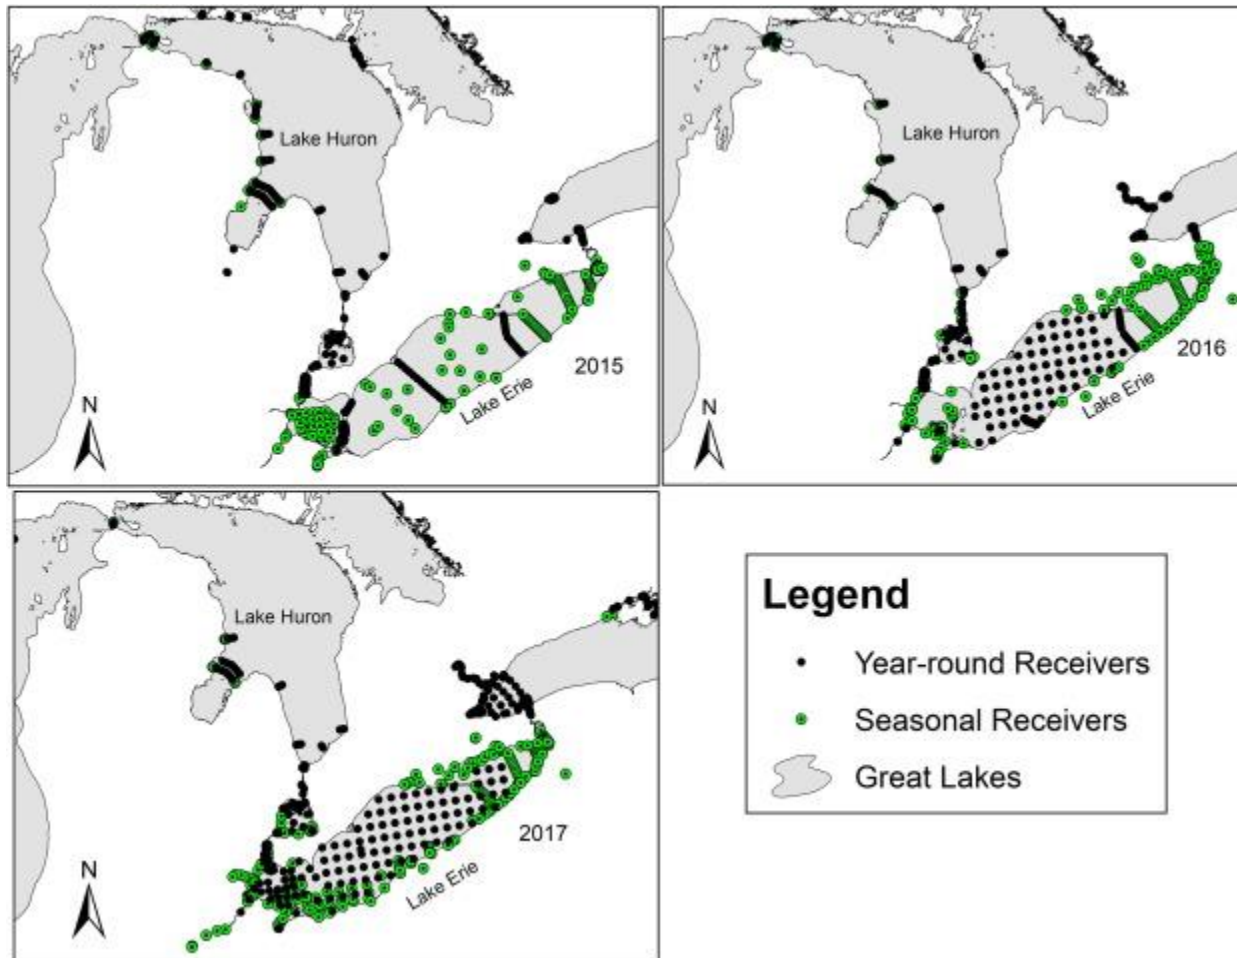 Lake Huron
2015
Lake Erie
N
Lake Huron
2016
Lake Erie
N
Lake Huron
2017
Lake Erie
N
Legend
Year-round Receivers
Seasonal Receivers
Great Lakes